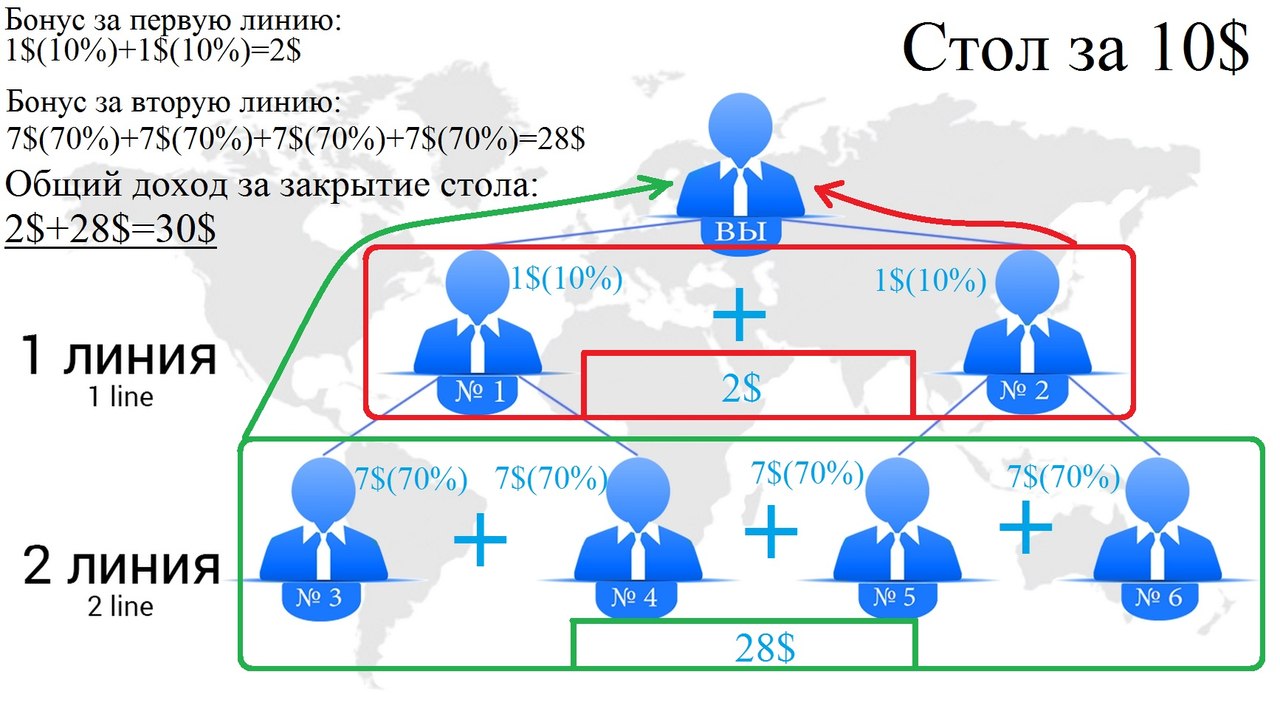 Бонус за первую линию:
1$(10%)+1$(10%)=2$
Стол за 10$
Бонус за вторую линию:
7$(70%)+7$(70%)+7$(70%)+7$(70%)=28$
Общий доход за закрытие стола:
2$+28$=30$
ВЫ
1$(10%)
+
1$(10%)
1 линия
1 line
№ 1
2$
№ 2
7$(70%)
7$(70%)
7$(70%)
7$(70%)
+
+
+
2 линия
2 line
№ 3
№ 4
№ 5
№ 6
28$